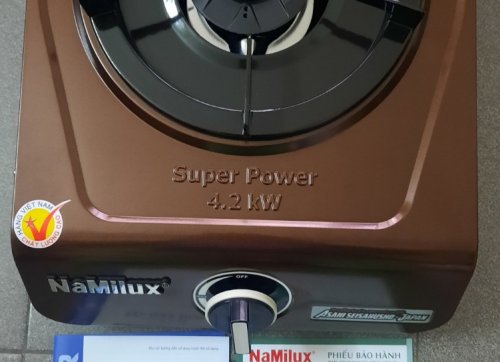 Super Power
4.2 kW
HÀNG VIỆT NAM
CHẤT LƯỢNG CAO
NaMilux®
OFF
ASAHI SEISAKUSHO, JAPAN
NaMilux®
PHIẾU BẢO HÀNH